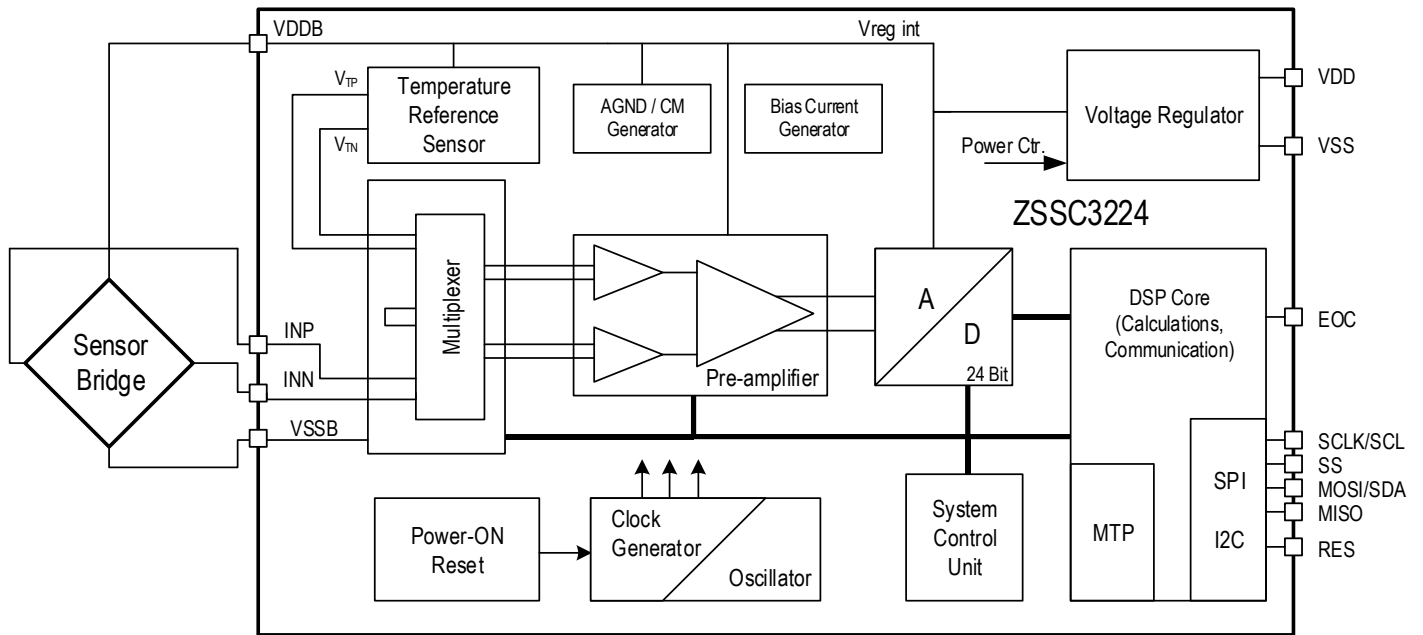 VDDB
Vreg int
VTP
VTN
Temperature
Reference
Sensor
AGND / CM
Generator
Bias Current
Generator
Voltage Regulator
Power Ctr.
VDD
VSS
ZSSC3224
Sensor
Bridge
INP
INN
VSSB
Multiplexer
Pre-amplifier
A
D
24 Bit
DSP Core
(Calculations,
Communication)
EOC
Power-ON
Reset
Clock
Generator
Oscillator
System
Control
Unit
MTP
SPI
I2C
SCLK/SCL
SS
MOSI/SDA
MISO
RES